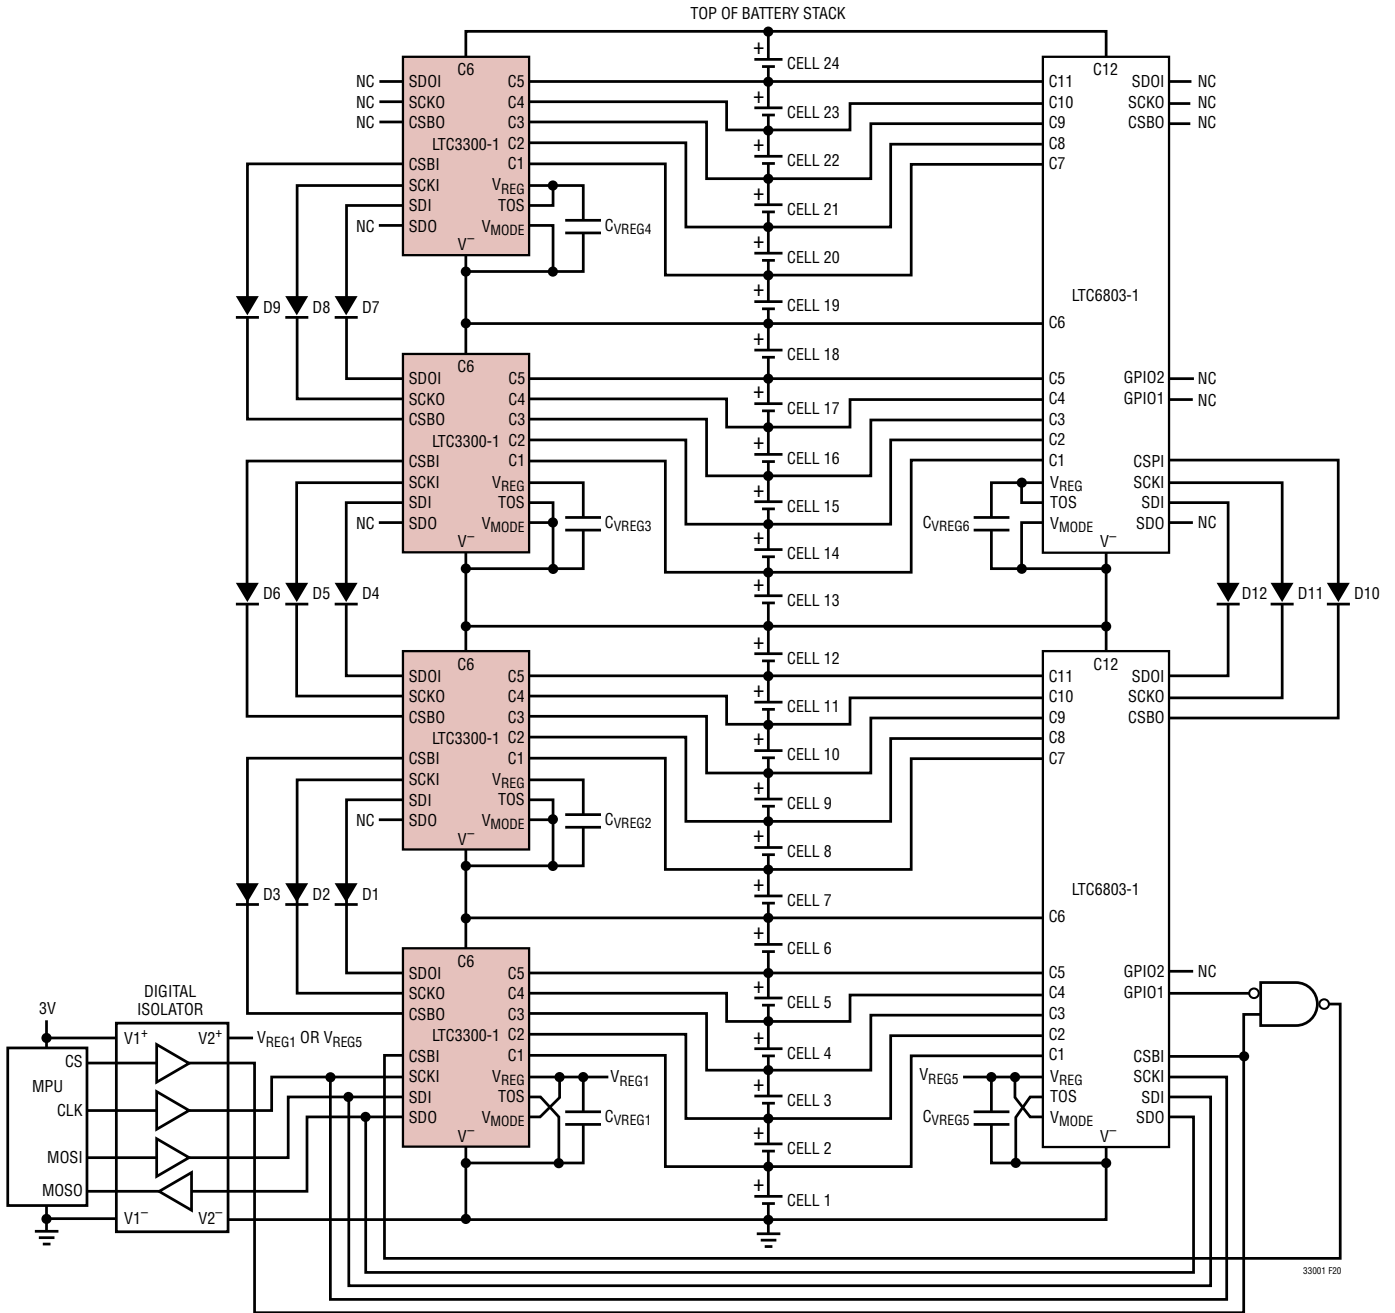 TOP OF BATTERY STACK
+
CELL 24
+
CELL 23
+
CELL 22
+
CELL 21
+
CELL 20
+
CELL 19
+
CELL 18
+
CELL 17
+
CELL 16
+
CELL 15
+
CELL 14
+
CELL 13
+
CELL 12
+
CELL 11
+
CELL 10
+
CELL 9
+
CELL 8
+
CELL 7
+
CELL 6
+
CELL 5
+
CELL 4
+
CELL 3
+
CELL 2
+
CELL 1
C6
NC SDOI C5
NC SCKO C4
NC CSBO C3
LTC3300-1 C2
CSBI C1
SCKI VREG
SDI TOS
NC SDO VMODE
V–
CVREG4
D9 D8 D7
C6
SDOI C5
SCKO C4
CSBO C3
LTC3300-1 C2
CSBI C1
SCKI VREG
SDI TOS
NC SDO VMODE
V–
CVREG3
D6 D5 D4
C6
SDOI C5
SCKO C4
CSBO C3
LTC3300-1 C2
CSBI C1
SCKI VREG
SDI TOS
NC SDO VMODE
V–
CVREG2
D3 D2 D1
C6
SDOI C5
SCKO C4
CSBO C3
LTC3300-1 C2
CSBI C1
SCKI VREG VREG1
SDI TOS
SDO VMODE
V–
CVREG1
C12
C11 SDOI NC
C10 SCKO NC
C9 CSBO NC
C8
C7
LTC6803-1
C6
C5 GPIO2 NC
C4 GPIO1 NC
C3
C2
C1 CSPI
VREG SCKI
TOS SDI
VMODE SDO NC
V–
CVREG6
D12 D11 D10
C12
C11 SDOI
C10 SCKO
C9 CSBO
C8
C7
LTC6803-1
C6
C5 GPIO2 NC
C4 GPIO1
C3
C2
C1 CSBI
VREG5 VREG SCKI
TOS SDI
VMODE SDO
V–
CVREG5
3V
DIGITAL
ISOLATOR
V1+ V2+ VREG1 OR VREG5
CS
MPU
CLK
MOSI
MOSO
V1– V2–
33001 F20